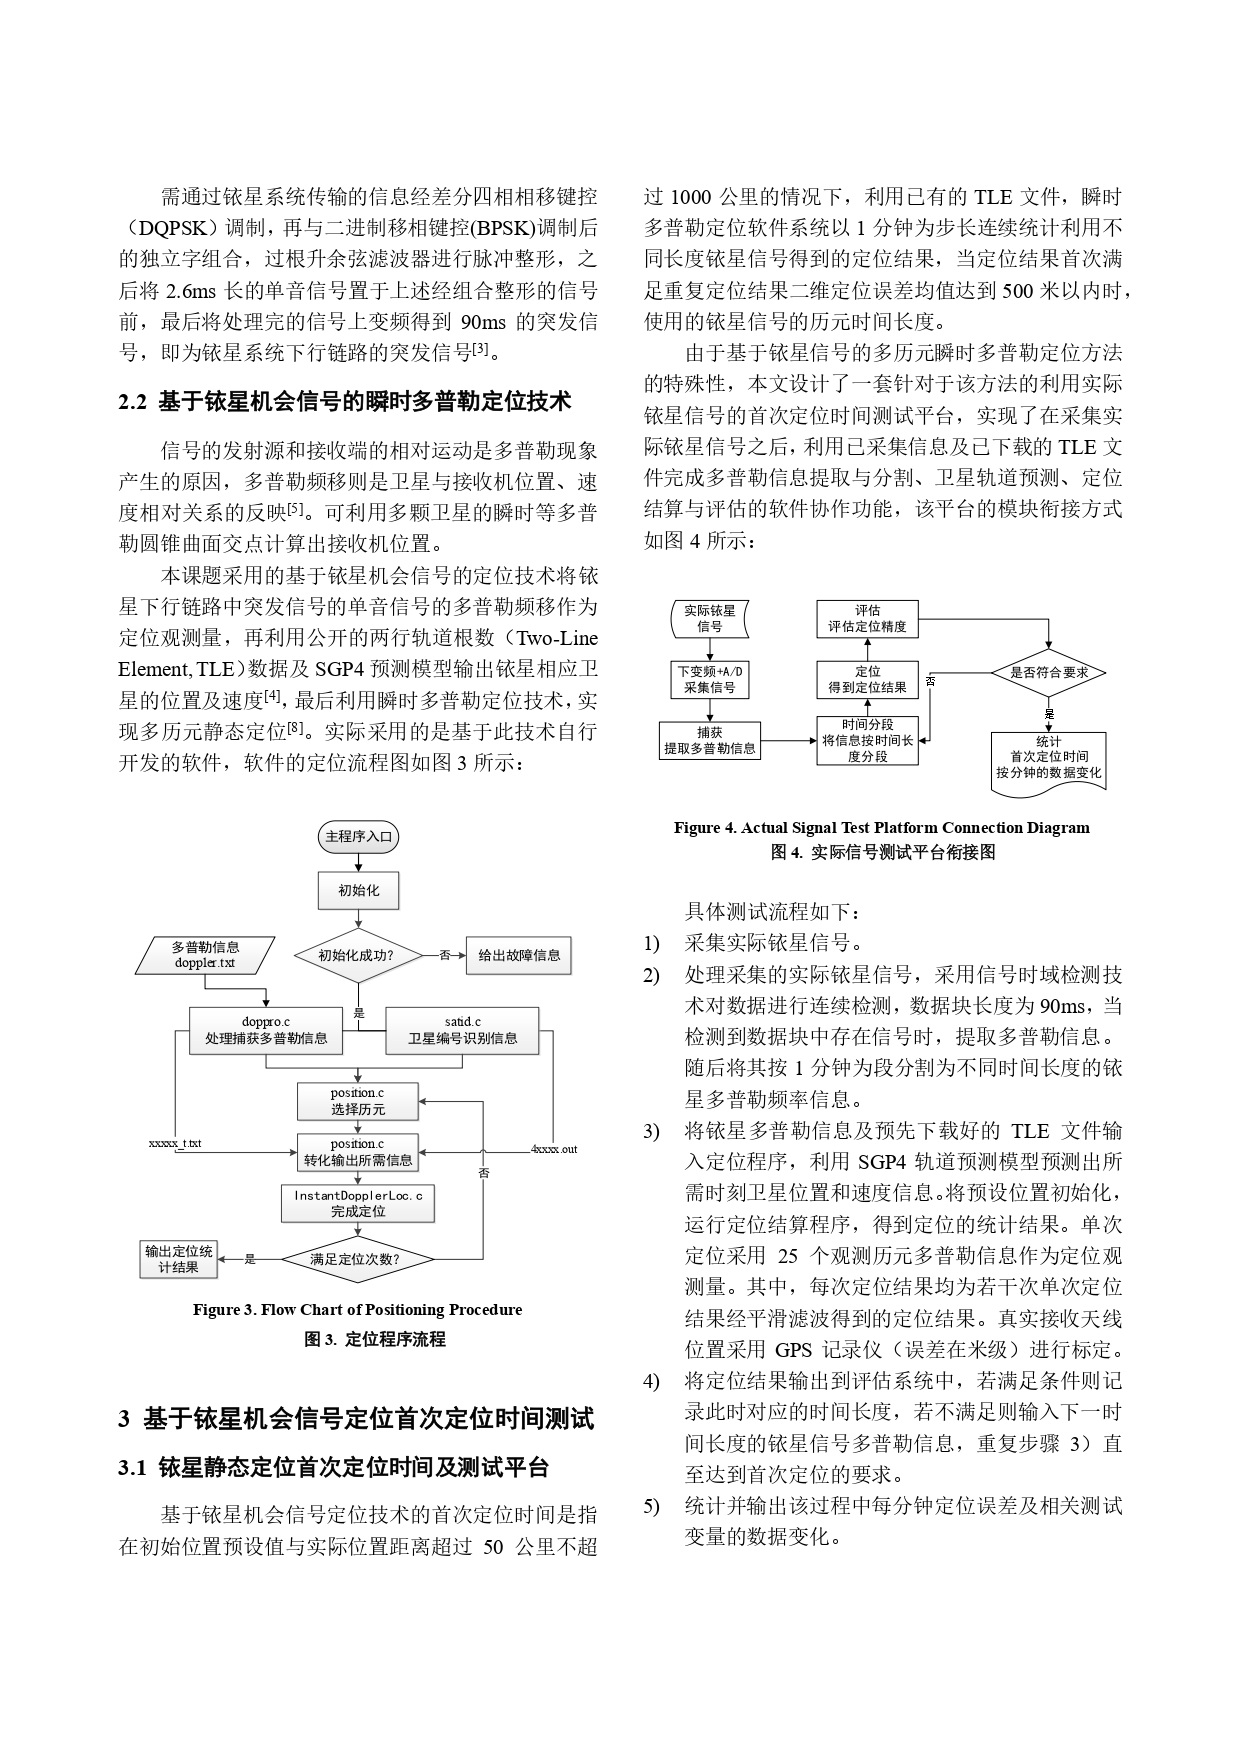 需通过铱星系统传输的信息经差分四相相移键控
（DQPSK）调制，再与二进制移相键控(BPSK)调制后
的独立字组合，过根升余弦滤波器进行脉冲整形，之
后将 2.6ms 长的单音信号置于上述经组合整形的信号
前，最后将处理完的信号上变频得到 90ms 的突发信
号，即为铱星系统下行链路的突发信号[3]。
2.2 基于铱星机会信号的瞬时多普勒定位技术
信号的发射源和接收端的相对运动是多普勒现象
产生的原因，多普勒频移则是卫星与接收机位置、速
度相对关系的反映[5]。可利用多颗卫星的瞬时等多普
勒圆锥曲面交点计算出接收机位置。
本课题采用的基于铱星机会信号的定位技术将铱
星下行链路中突发信号的单音信号的多普勒频移作为
定位观测量，再利用公开的两行轨道根数（Two-Line
Element, TLE）数据及 SGP4 预测模型输出铱星相应卫
星的位置及速度[4]，最后利用瞬时多普勒定位技术，实
现多历元静态定位[8]。实际采用的是基于此技术自行
开发的软件，软件的定位流程图如图 3 所示：
主程序入口
初始化
多普勒信息
doppler.txt
初始化成功?
否
给出故障信息
是
doppro.c
处理捕获多普勒信息
satid.c
卫星编号识别信息
position.c
选择历元
xxxxx_t.txt
position.c
转化输出所需信息
4xxxx.out
否
InstantDopplerLoc.c
完成定位
输出定位统
计结果
是
满足定位次数?
Figure 3. Flow Chart of Positioning Procedure
图 3. 定位程序流程
3 基于铱星机会信号定位首次定位时间测试
3.1 铱星静态定位首次定位时间及测试平台
基于铱星机会信号定位技术的首次定位时间是指
在初始位置预设值与实际位置距离超过 50 公里不超
过 1000 公里的情况下，利用已有的 TLE 文件，瞬时
多普勒定位软件系统以 1 分钟为步长连续统计利用不
同长度铱星信号得到的定位结果，当定位结果首次满
足重复定位结果二维定位误差均值达到 500 米以内时，
使用的铱星信号的历元时间长度。
由于基于铱星信号的多历元瞬时多普勒定位方法
的特殊性，本文设计了一套针对于该方法的利用实际
铱星信号的首次定位时间测试平台，实现了在采集实
际铱星信号之后，利用已采集信息及已下载的 TLE 文
件完成多普勒信息提取与分割、卫星轨道预测、定位
结算与评估的软件协作功能，该平台的模块衔接方式
如图 4 所示：
实际铱星
信号
下变频+A/D
采集信号
捕获
提取多普勒信息
评估
评估定位精度
定位
得到定位结果
时间分段
将信息按时间长
度分段
否
是否符合要求
是
统计
首次定位时间
按分钟的数据变化
Figure 4. Actual Signal Test Platform Connection Diagram
图 4. 实际信号测试平台衔接图
具体测试流程如下：
1) 采集实际铱星信号。
2) 处理采集的实际铱星信号，采用信号时域检测技
术对数据进行连续检测，数据块长度为 90ms，当
检测到数据块中存在信号时，提取多普勒信息。
随后将其按 1 分钟为段分割为不同时间长度的铱
星多普勒频率信息。
3) 将铱星多普勒信息及预先下载好的 TLE 文件输
入定位程序，利用 SGP4 轨道预测模型预测出所
需时刻卫星位置和速度信息。将预设位置初始化，
运行定位结算程序，得到定位的统计结果。单次
定位采用 25 个观测历元多普勒信息作为定位观
测量。其中，每次定位结果均为若干次单次定位
结果经平滑滤波得到的定位结果。真实接收天线
位置采用 GPS 记录仪（误差在米级）进行标定。
4) 将定位结果输出到评估系统中，若满足条件则记
录此时对应的时间长度，若不满足则输入下一时
间长度的铱星信号多普勒信息，重复步骤 3）直
至达到首次定位的要求。
5) 统计并输出该过程中每分钟定位误差及相关测试
变量的数据变化。